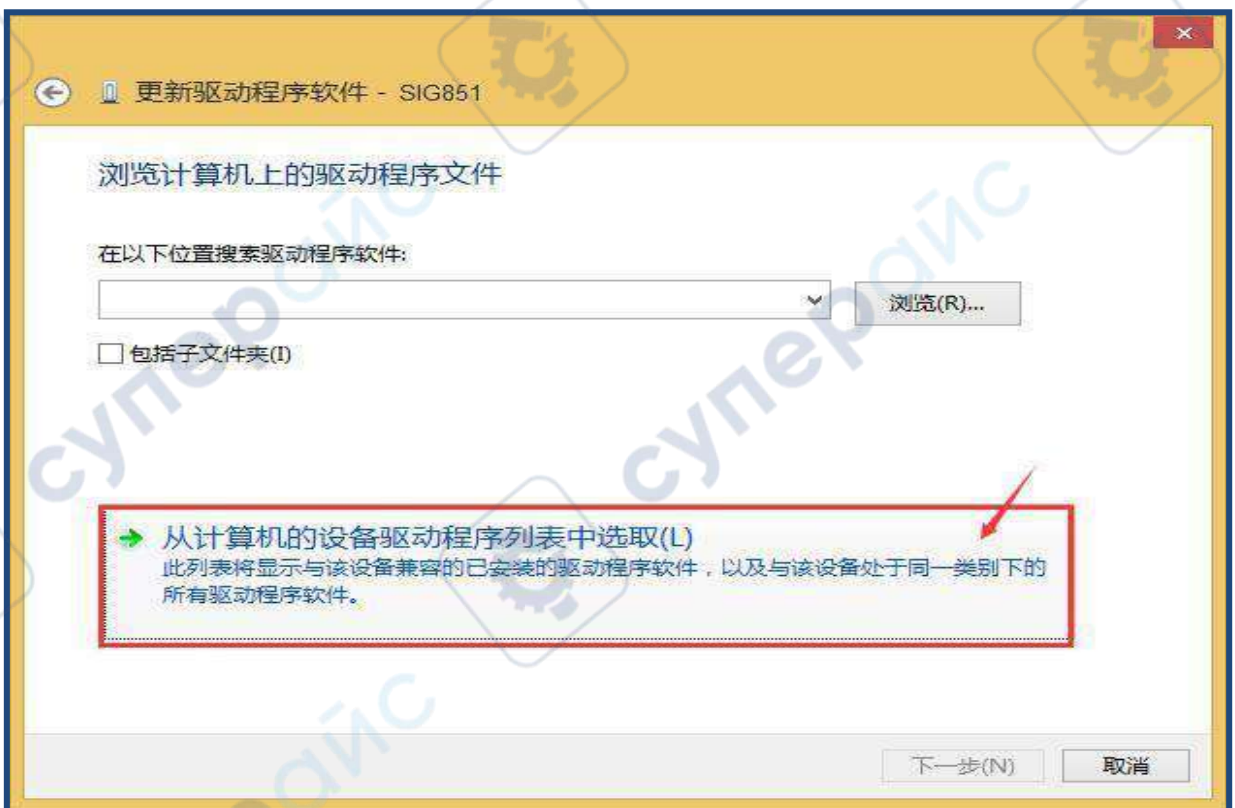 更新驱动程序软件 - SIG851
浏览计算机上的驱动程序文件
在以下位置搜索驱动程序软件:
浏览(R)...
包括子文件夹(I)
从计算机的设备驱动程序列表中选取(L)
此列表将显示与该设备兼容的已安装的驱动程序软件，以及与该设备处于同一类别下的
所有驱动程序软件。
下一步(N)
取消
суперайс
суперайс
айс